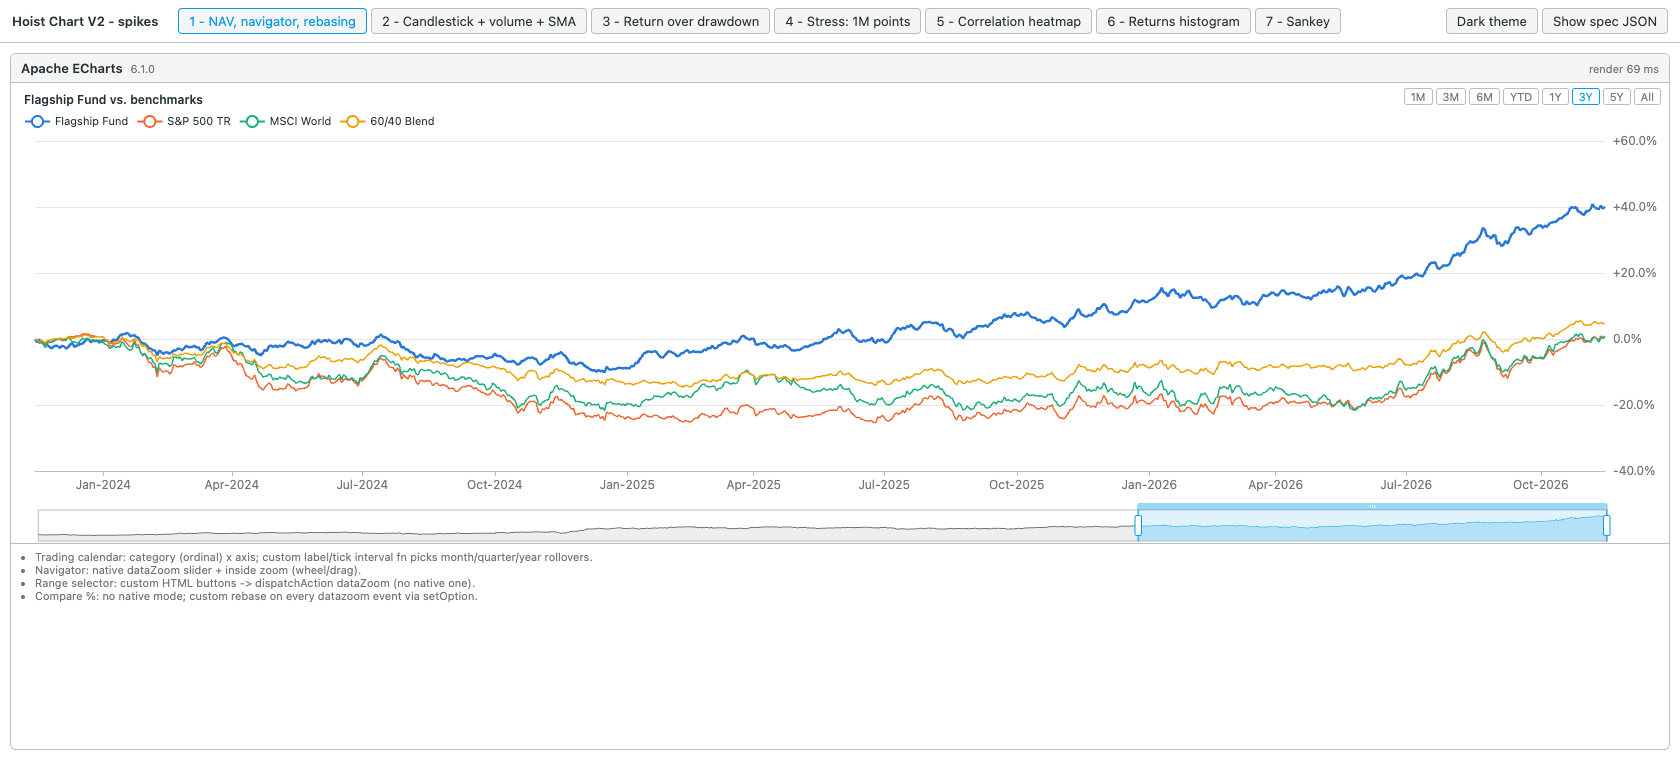 Hoist Chart V2 - spikes 1 - NAV, navigator, rebasing 2 - Candlestick + volume + SMA 3 - Return over drawdown 4 - Stress: 1M points 5 - Correlation heatmap 6 - Returns histogram 7 - Sankey Dark theme Show spec JSON
Apache ECharts 6.1.0 render 69 ms
Flagship Fund vs. benchmarks 1M 3M 6M YTD 1Y 3Y 5Y All
Flagship Fund S&P 500 TR MSCI World 60/40 Blend
+60.0%
+40.0%
+20.0%
0.0%
-20.0%
-40.0%
Jan-2024 Apr-2024 Jul-2024 Oct-2024 Jan-2025 Apr-2025 Jul-2025 Oct-2025 Jan-2026 Apr-2026 Jul-2026 Oct-2026
Trading calendar: category (ordinal) x axis; custom label/tick interval fn picks month/quarter/year rollovers.
Navigator: native dataZoom slider + inside zoom (wheel/drag).
Range selector: custom HTML buttons -> dispatchAction dataZoom (no native one).
Compare %: no native mode; custom rebase on every datazoom event via setOption.